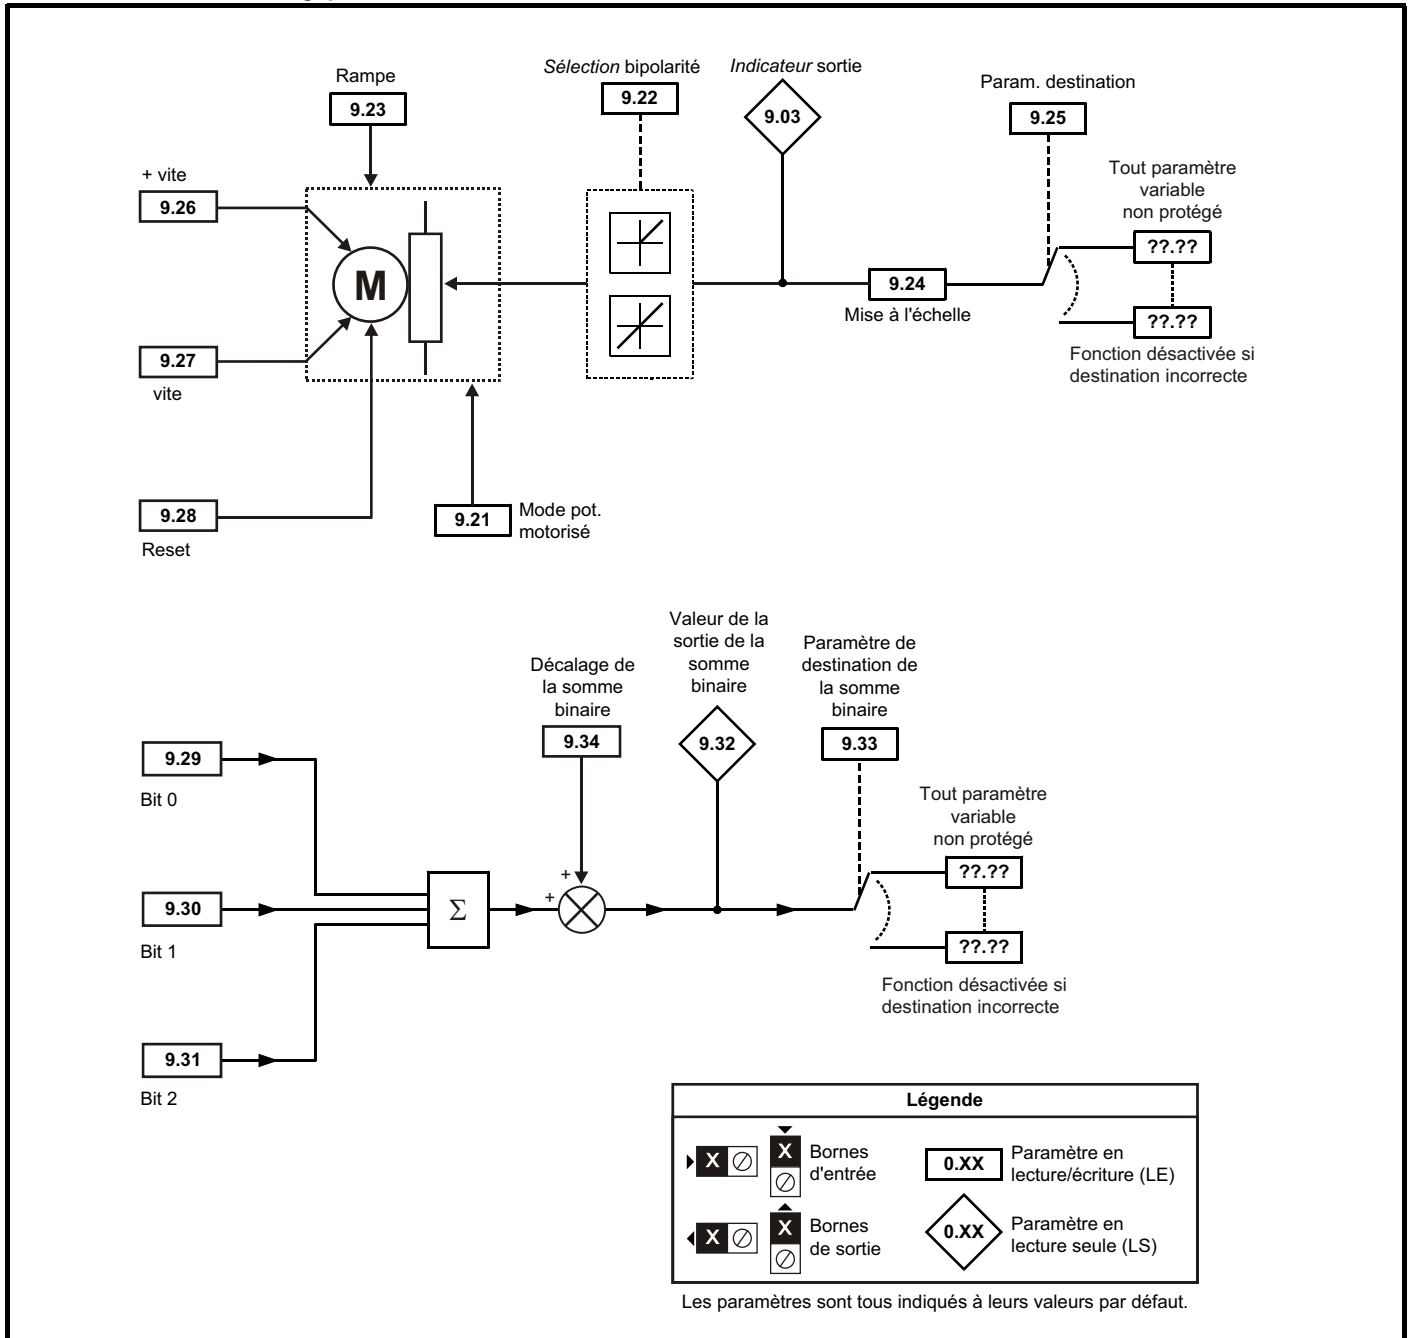 Rampe
9.23
Sélection bipolarité
9.22
Indicateur sortie
9.03
Param. destination
9.25
+ vite
9.26
Tout paramètre
variable
non protégé
??.??
M
9.24
Mise à l'échelle
??.??
Fonction désactivée si
destination incorrecte
9.27
vite
9.28
Reset
9.21
Mode pot.
motorisé
Décalage de
la somme
binaire
9.34
Valeur de la
sortie de la
somme
binaire
9.32
Paramètre de
destination de
la somme
binaire
9.33
9.29
Bit 0
Tout paramètre
variable
non protégé
??.??
+
+
9.30
Bit 1
Σ
??.??
Fonction désactivée si
destination incorrecte
9.31
Bit 2
Légende
X
X
Bornes
d'entrée
0.XX
Paramètre en
lecture/écriture (LE)
X
X
Bornes
de sortie
0.XX
Paramètre en
lecture seule (LS)
Les paramètres sont tous indiqués à leurs valeurs par défaut.